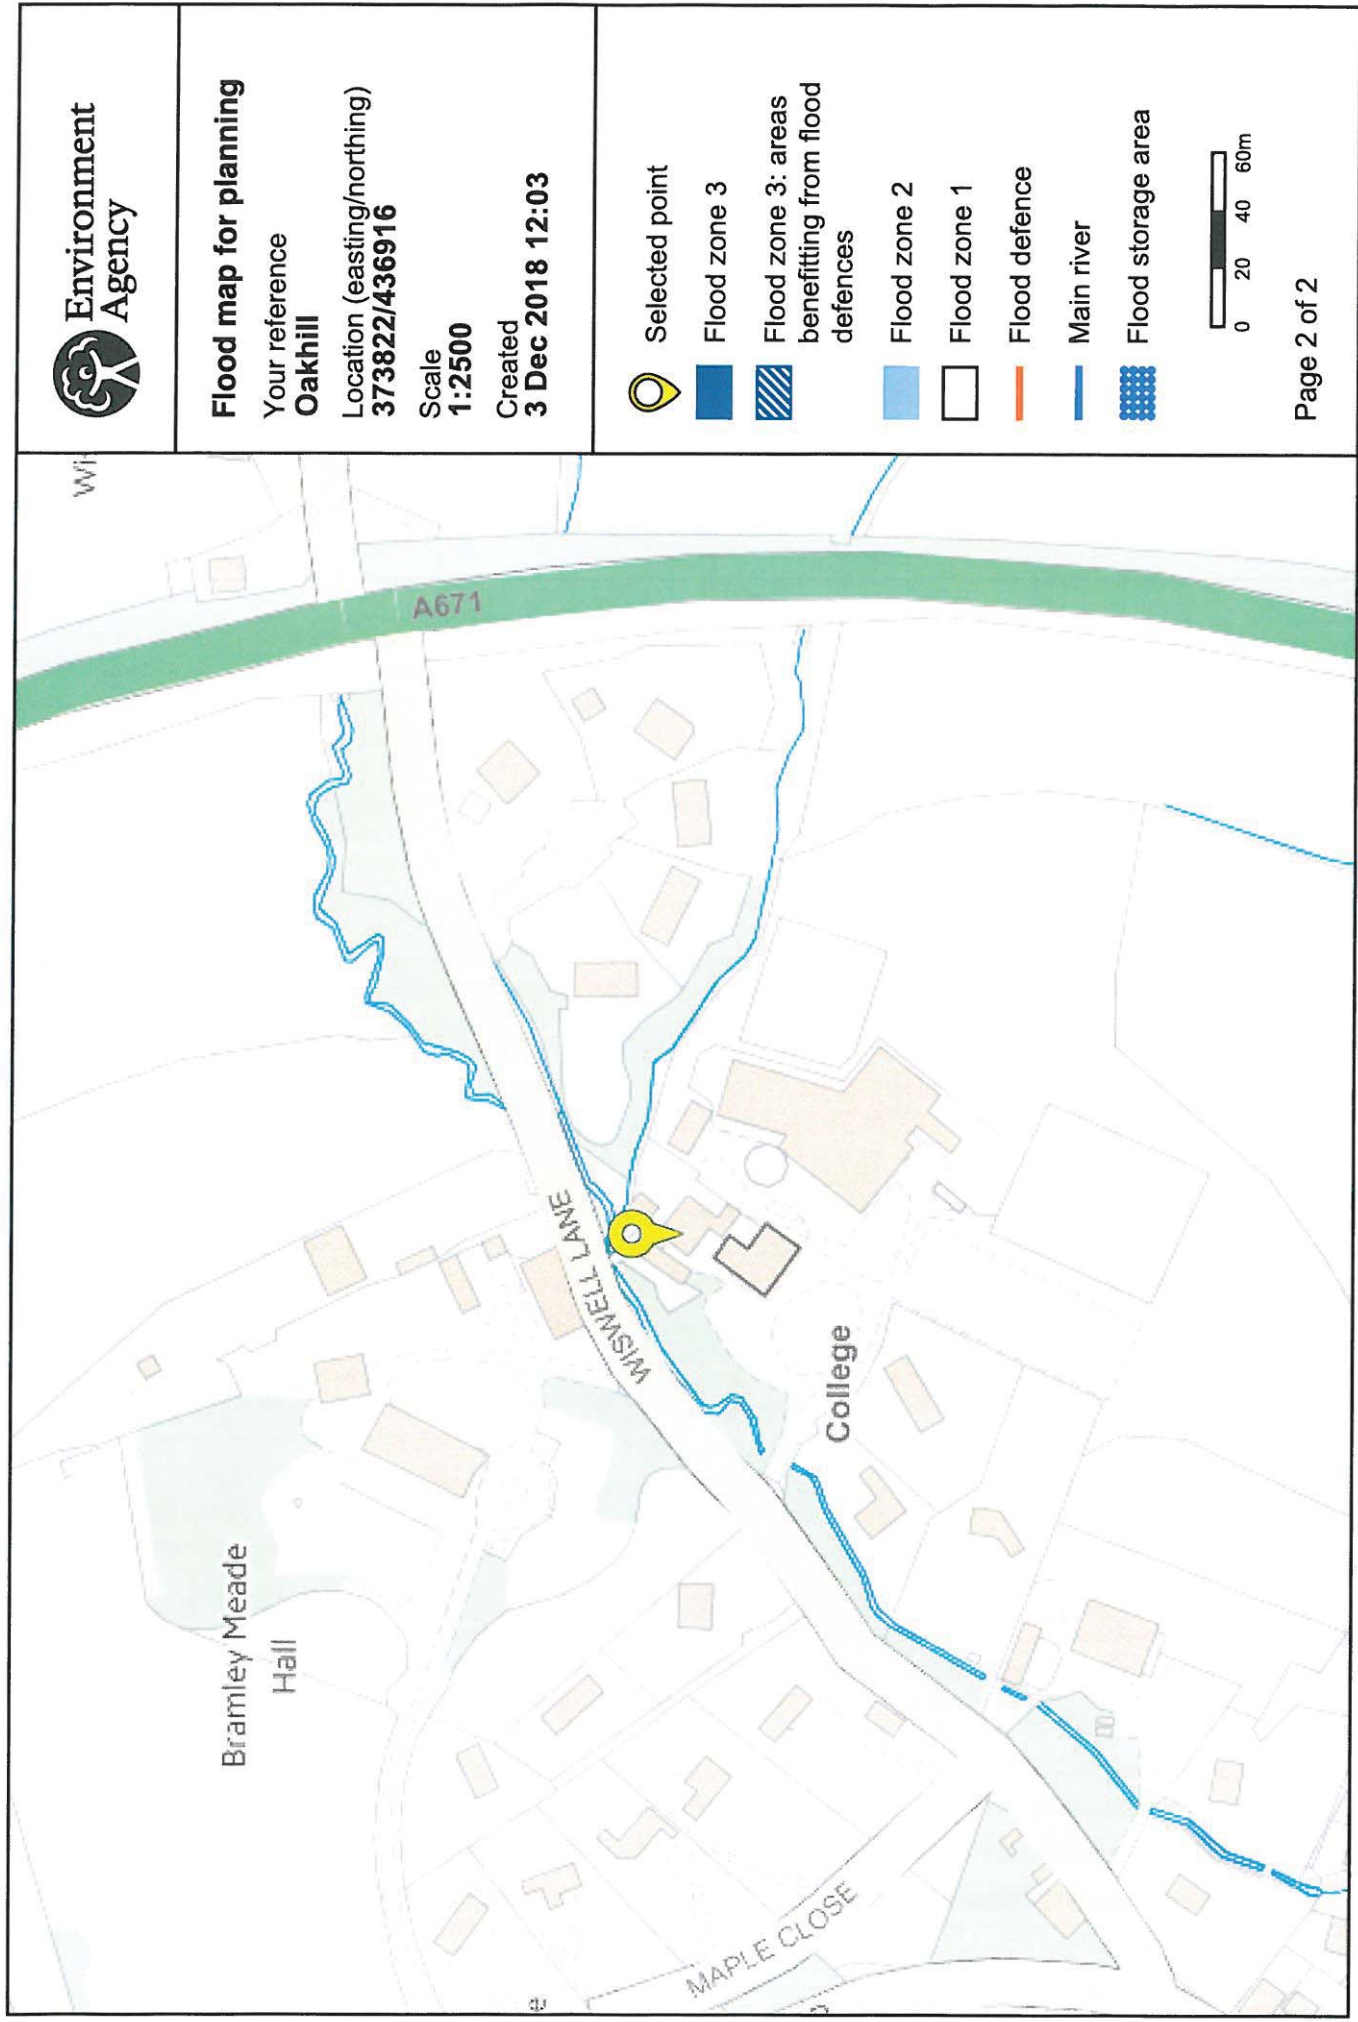 Environment
Agency
Flood map for planning
Your reference
Oakhill
Location (easting/northing)
373822/436916
Scale
1:2500
Created
3 Dec 2018 12:03
Selected point
Flood zone 3
Flood zone 3: areas
benefitting from flood
defences
Flood zone 2
Flood zone 1
Flood defence
Main river
Flood storage area
0 20 40 60m
Page 2 of 2
A671
WISWELL LANE
College
Bramley Meade
Hall
MAPLE CLOSE